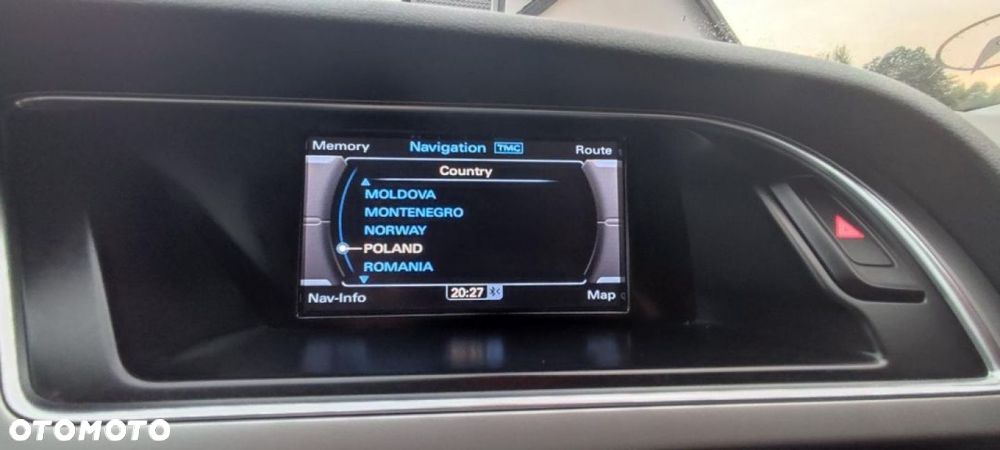 Memory Navigation TMC Route
Country
MOLDOVA
MONTENEGRO
NORWAY
POLAND
ROMANIA
Nav-Info 20:27 Map
OTOMOTO